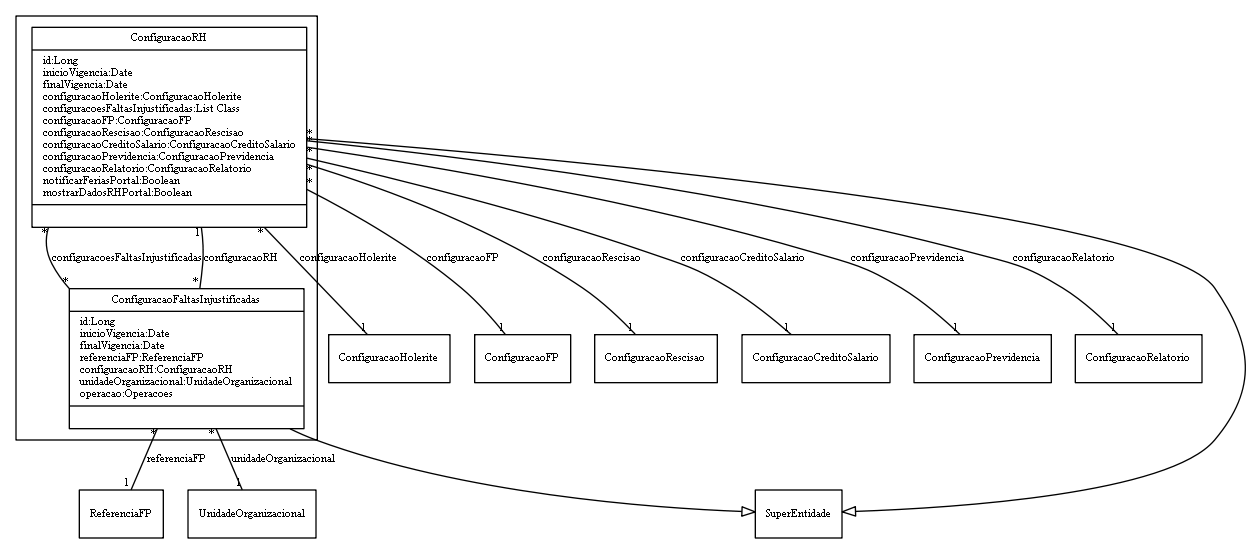 ConfiguracaoRH
id:Long
inicioVigencia:Date
finalVigencia:Date
configuracaoHolerite:ConfiguracaoHolerite
configuracoesFaltasInjustificadas:List Class
configuracaoFP:ConfiguracaoFP
configuracaoRescisao:ConfiguracaoRescisao
configuracaoCreditoSalario:ConfiguracaoCreditoSalario
configuracaoPrevidencia:ConfiguracaoPrevidencia
configuracaoRelatorio:ConfiguracaoRelatorio
notificarFeriasPortal:Boolean
mostrarDadosRHPortal:Boolean
*
*
*
*
*
* 1 *
configuracoesFaltasInjustificadas configuracaoRH configuracaoHolerite configuracaoFP configuracaoRescisao configuracaoCreditoSalario configuracaoPrevidencia configuracaoRelatorio
* *
ConfiguracaoFaltasInjustificadas
id:Long
inicioVigencia:Date
finalVigencia:Date
referenciaFP:ReferenciaFP
configuracaoRH:ConfiguracaoRH
unidadeOrganizacional:UnidadeOrganizacional
operacao:Operacoes
1 1 1 1 1 1
ConfiguracaoHolerite ConfiguracaoFP ConfiguracaoRescisao ConfiguracaoCreditoSalario ConfiguracaoPrevidencia ConfiguracaoRelatorio
* *
referenciaFP unidadeOrganizacional
1 1
ReferenciaFP UnidadeOrganizacional SuperEntidade